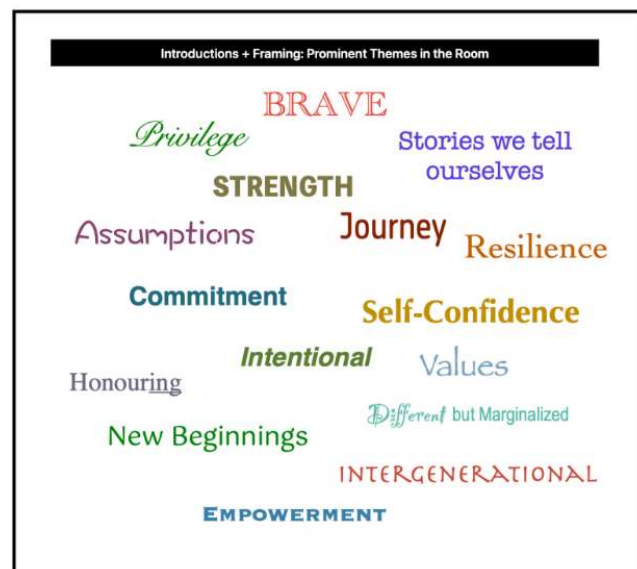 Introductions + Framing: Prominent Themes in the Room
BRAVE
Privilege
Stories we tell
ourselves
STRENGTH
Assumptions
Journey
Resilience
Commitment
Self-Confidence
Intentional
Values
Honouring
Different but Marginalized
New Beginnings
INTERGENERATIONAL
EMPOWERMENT